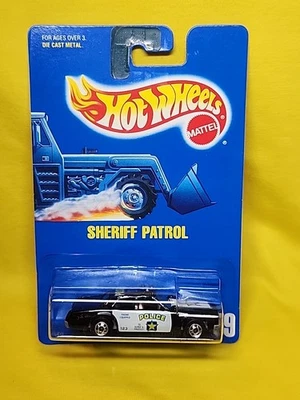 FOR AGES OVER 3.
DIE CAST METAL.
Hot Wheels
MATTEL
SHERIFF PATROL
9
POLICE